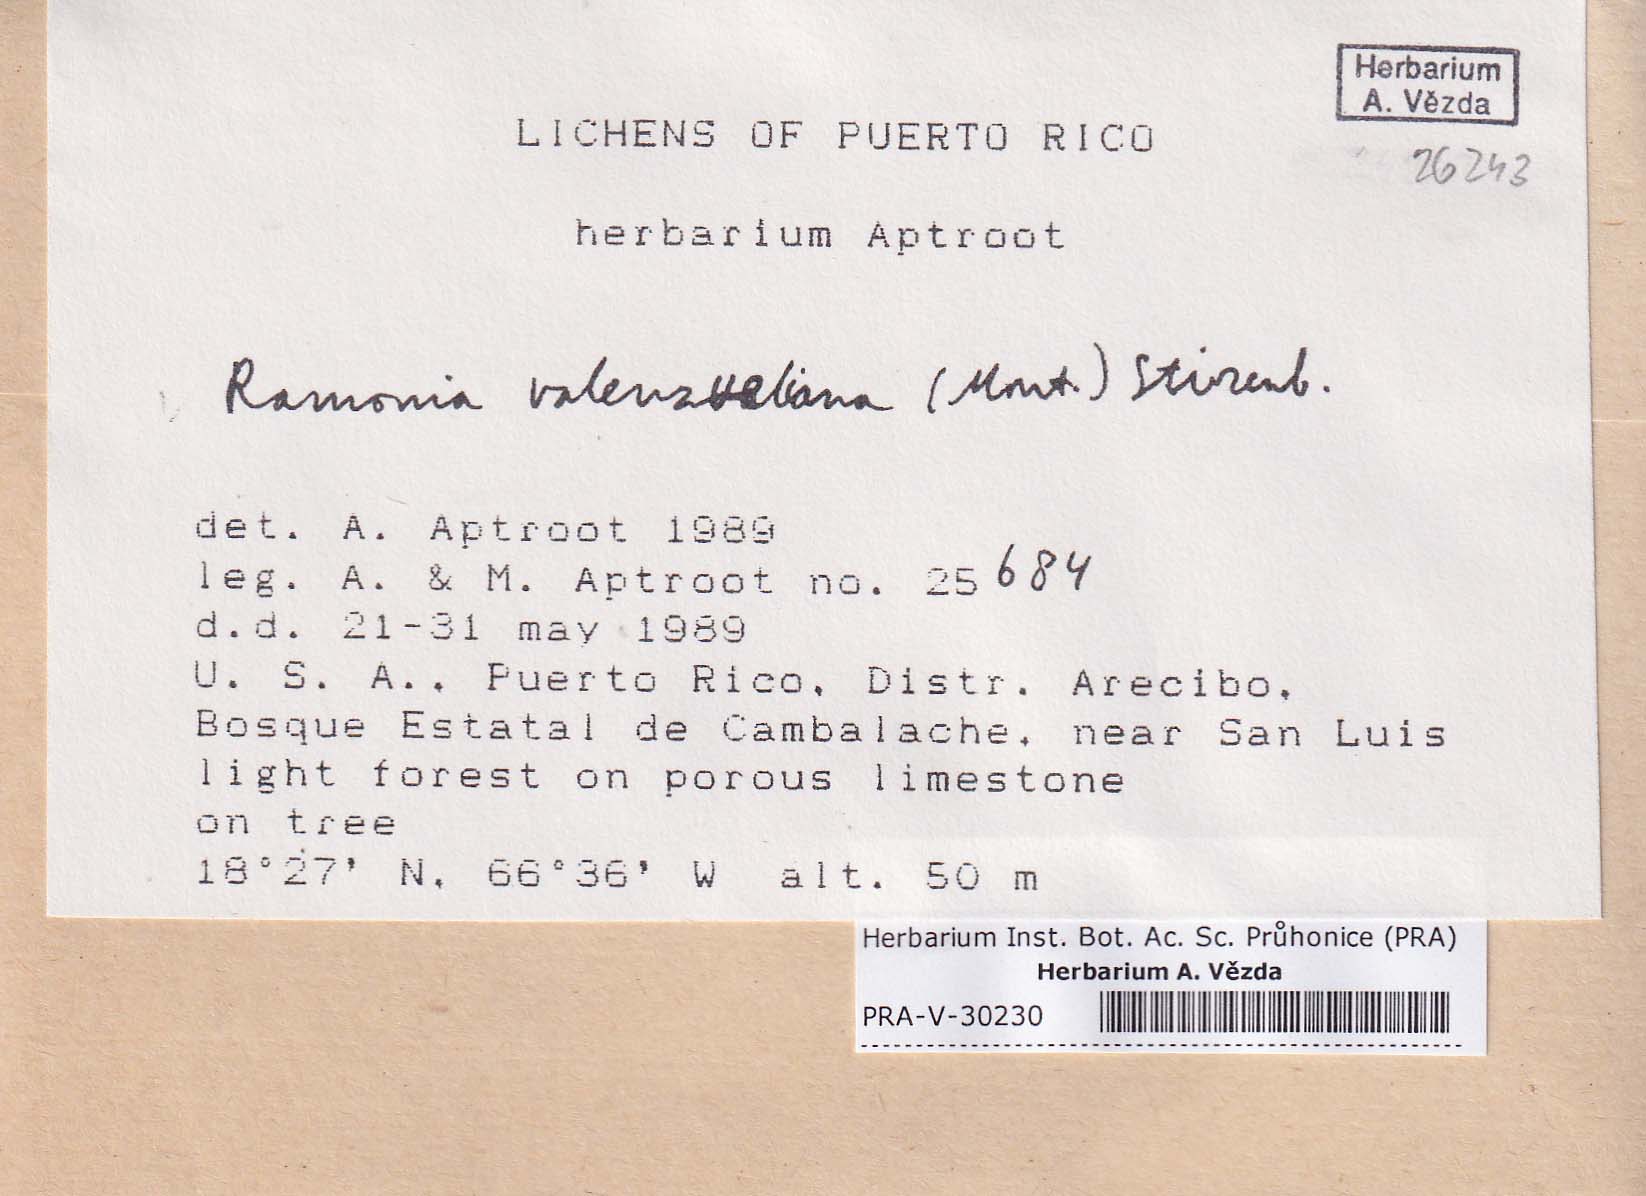 Herbarium
A. Vězda
26243
LICHENS OF PUERTO RICO
herbarium Aptroot
Ramonia valenzueliana (Mont.) Stizenb.
det. A. Aptroot 1989
leg. A. & M. Aptroot no. 25684
d.d. 21-31 may 1989
U. S. A., Puerto Rico, Distr. Arecibo,
Bosque Estatal de Cambalache, near San Luis
light forest on porous limestone
on tree
18°27' N, 66°36' W alt. 50 m
Herbarium Inst. Bot. Ac. Sc. Průhonice (PRA)
Herbarium A. Vězda
PRA-V-30230